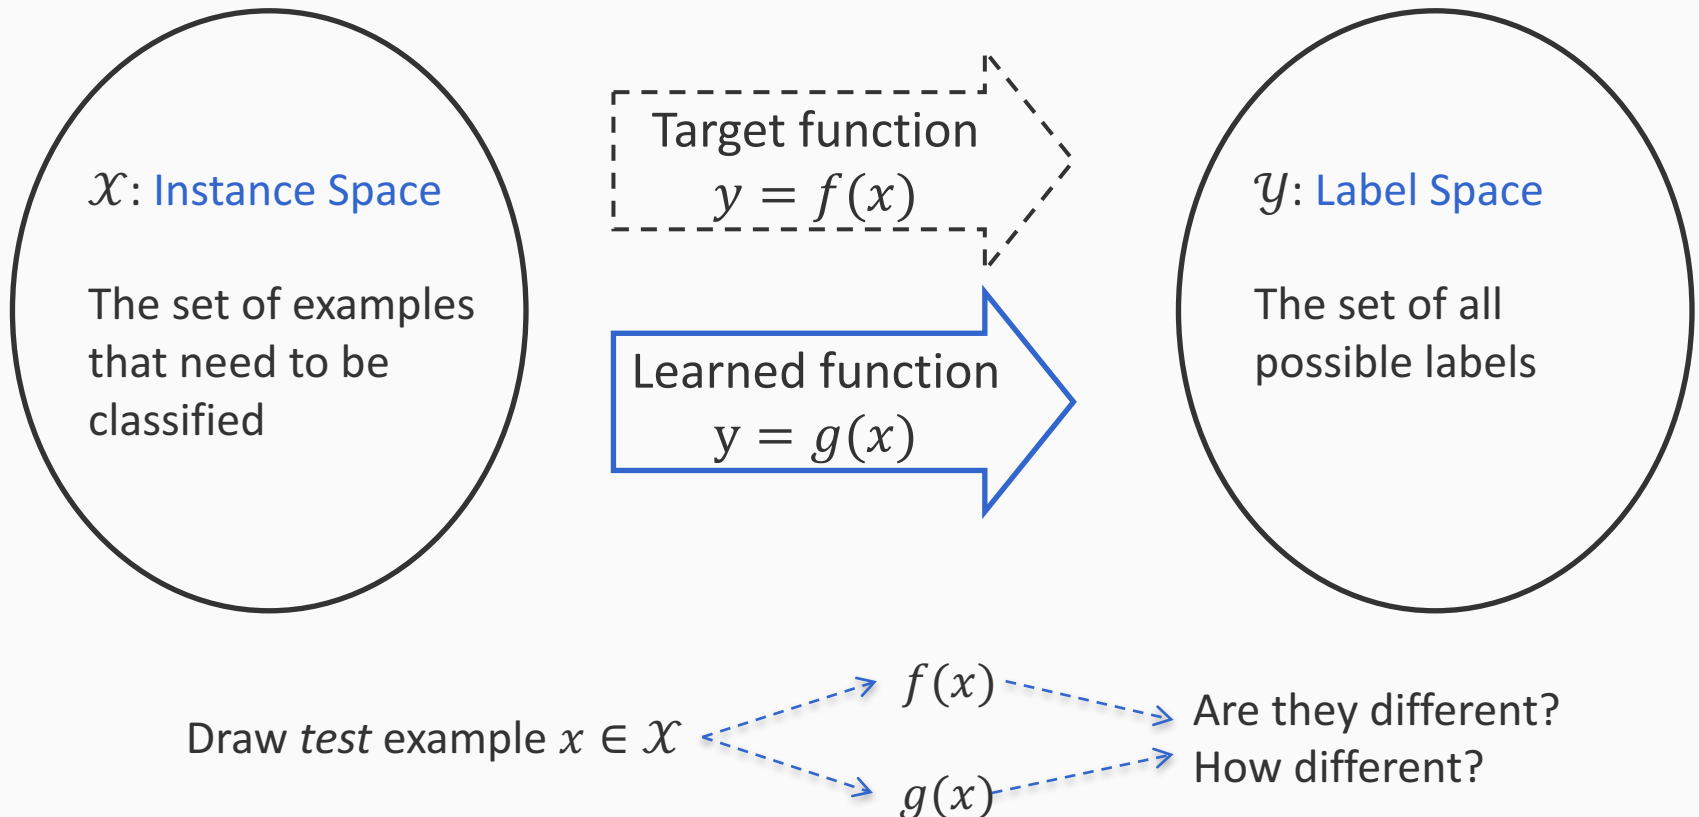 𝒳: Instance Space
The set of examples
that need to be
classified
Target function
y = f(x)
Learned function
y = g(x)
𝒴: Label Space
The set of all
possible labels
Draw test example x ∈ 𝒳
f(x)
g(x)
Are they different?
How different?